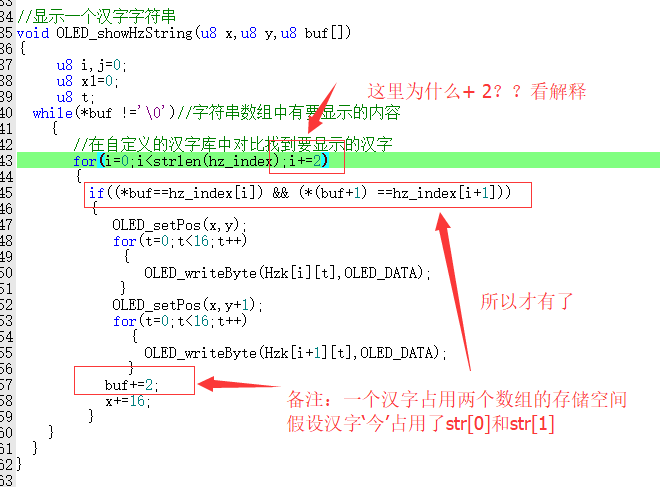 34 //显示一个汉字字符串
35 void OLED_showHzString(u8 x,u8 y,u8 buf[])
36 {
37 u8 i,j=0;
38 u8 x1=0;
39 u8 t;
40 while(*buf !='\0')//字符串数组中有要显示的内容
41 {
42 //在自定义的汉字库中对比找到要显示的汉字
43 for(i=0;i<strlen(hz_index);i+=2)
44 {
45 if((*buf==hz_index[i]) && (*(buf+1) ==hz_index[i+1]))
46 {
47 OLED_setPos(x,y);
48 for(t=0;t<16;t++)
49 {
50 OLED_writeByte(Hzk[i][t],OLED_DATA);
51 }
52 OLED_setPos(x,y+1);
53 for(t=0;t<16;t++)
54 {
55 OLED_writeByte(Hzk[i+1][t],OLED_DATA);
56 }
57 buf+=2;
58 x+=16;
59 }
60 }
61 }
62 }
63
这里为什么+ 2？？看解释
所以才有了
备注：一个汉字占用两个数组的存储空间
假设汉字‘今’占用了str[0]和str[1]